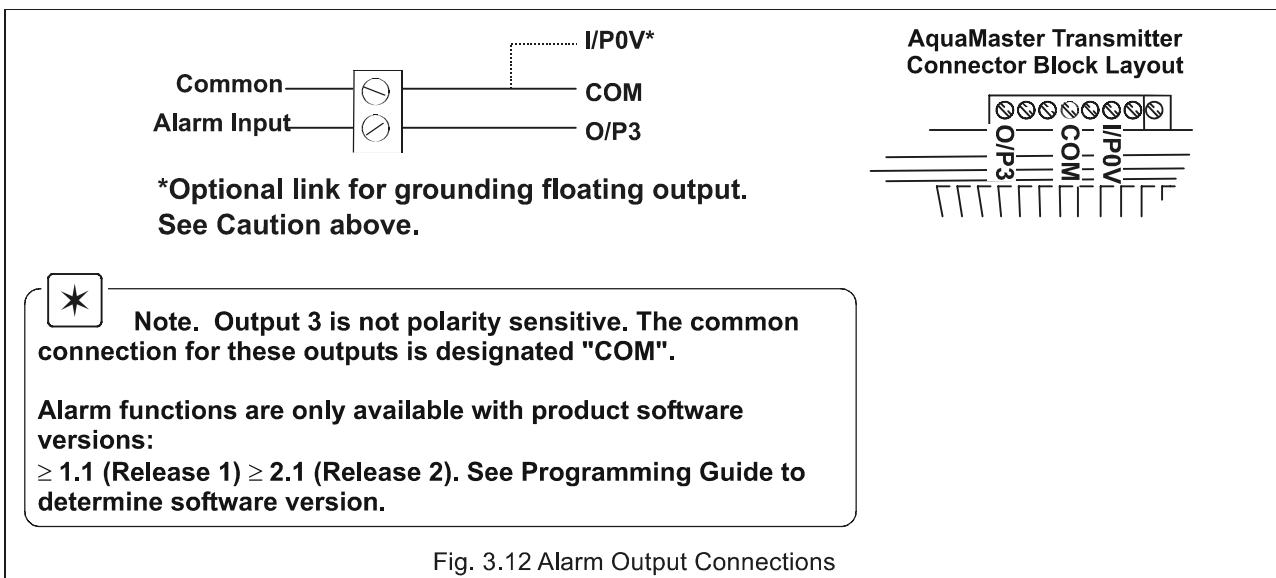 I/P0V*
Common
COM
Alarm Input
O/P3
*Optional link for grounding floating output.
See Caution above.
AquaMaster Transmitter
Connector Block Layout
O/P3
COM
I/P0V
Note. Output 3 is not polarity sensitive. The common
connection for these outputs is designated "COM".
Alarm functions are only available with product software
versions:
≥ 1.1 (Release 1) ≥ 2.1 (Release 2). See Programming Guide to
determine software version.
Fig. 3.12 Alarm Output Connections